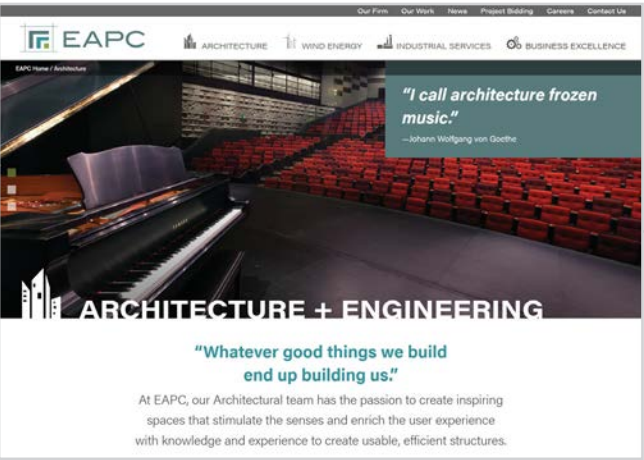 Our Firm Our Work News Project Bidding Careers Contact Us
EAPC
ARCHITECTURE WIND ENERGY INDUSTRIAL SERVICES BUSINESS EXCELLENCE
EAPC Home / Architecture
“I call architecture frozen
music.”
—Johann Wolfgang von Goethe
YAMAHA
ARCHITECTURE + ENGINEERING
“Whatever good things we build
end up building us.”
At EAPC, our Architectural team has the passion to create inspiring
spaces that stimulate the senses and enrich the user experience
with knowledge and experience to create usable, efficient structures.